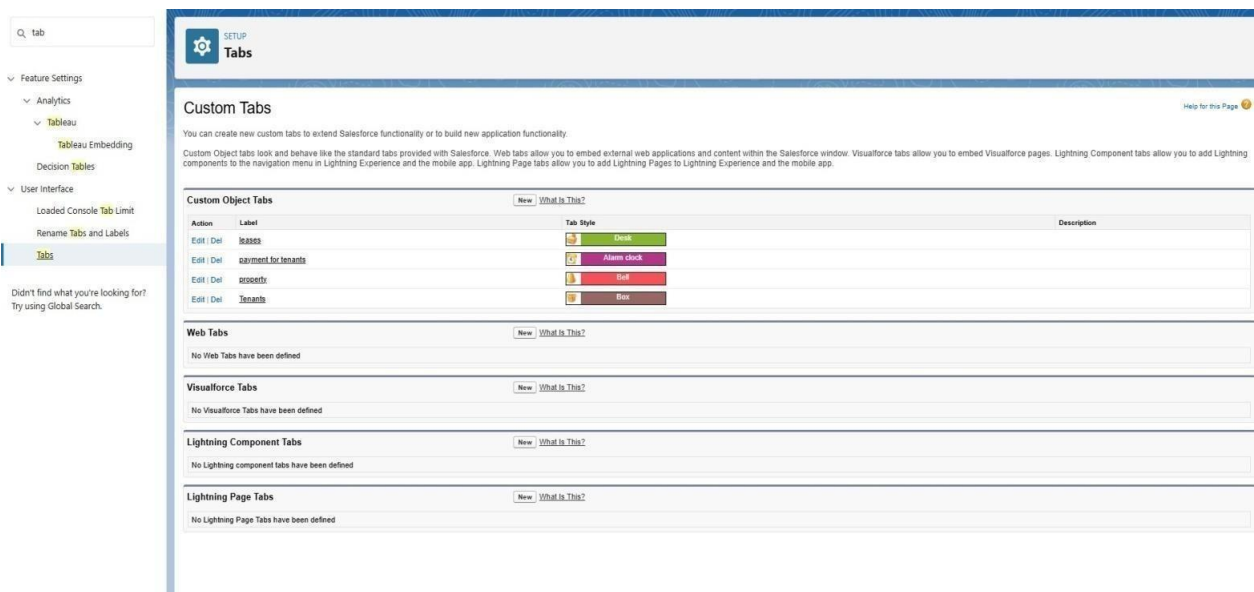 tab
Feature Settings
Analytics
Tableau
Tableau Embedding
Decision Tables
User Interface
Loaded Console Tab Limit
Rename Tabs and Labels
Tabs
Didn't find what you're looking for?
Try using Global Search.
SETUP
Tabs
Custom Tabs
Help for this Page ?
You can create new custom tabs to extend Salesforce functionality or to build new application functionality.
Custom Object tabs look and behave like the standard tabs provided with Salesforce. Web tabs allow you to embed external web applications and content within the Salesforce window. Visualforce tabs allow you to embed Visualforce pages. Lightning Component tabs allow you to add Lightning
components to the navigation menu in Lightning Experience and the mobile app. Lightning Page tabs allow you to add Lightning Pages to Lightning Experience and the mobile app.
Custom Object Tabs New What Is This?
Action Label Tab Style Description
Edit | Del leases Desk
Edit | Del payment for tenants Alarm clock
Edit | Del property Bell
Edit | Del Tenants Box
Web Tabs New What Is This?
No Web Tabs have been defined
Visualforce Tabs New What Is This?
No Visualforce Tabs have been defined
Lightning Component Tabs New What Is This?
No Lightning component tabs have been defined
Lightning Page Tabs New What Is This?
No Lightning Page Tabs have been defined